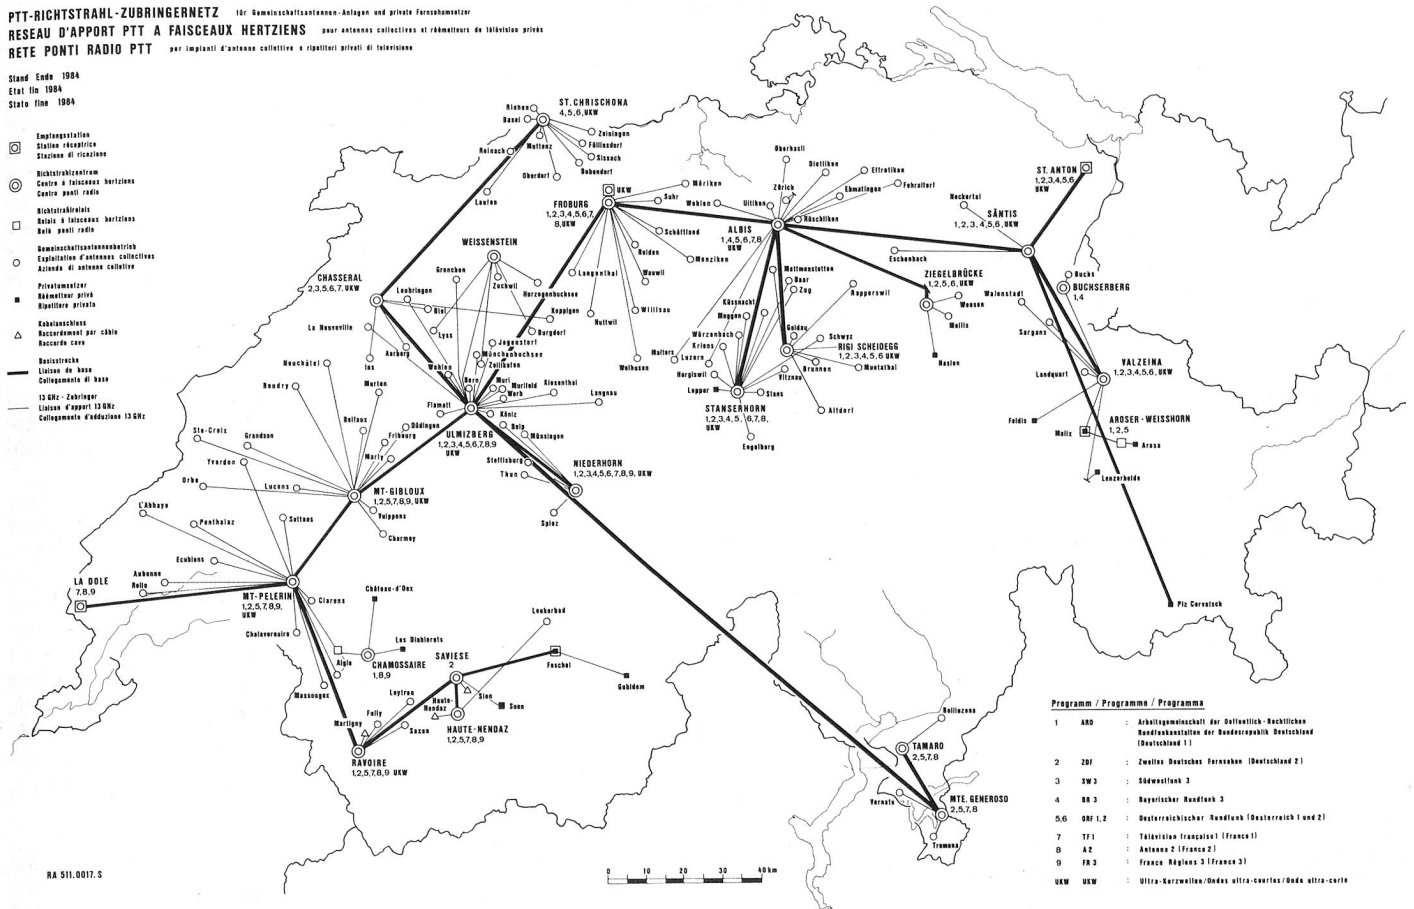 PTT-RICHTSTRAHL-ZUBRINGERNETZ für Gemeinschaftsantennen-Anlagen und private Fernsehumsetzer
RESEAU D'APPORT PTT A FAISCEAUX HERTZIENS pour antennes collectives et réémetteurs de télévision privés
RETE PONTI RADIO PTT per impianti d'antenne collettive e ripetitori privati di televisione
Stand Ende 1984
Etat fin 1984
Stato fine 1984
Empfangsstation
Station réceptrice
Stazione di ricezione
Richtstrahlzentrum
Centre à faisceaux hertziens
Centro ponti radio
Richtstrahlrelais
Relais à faisceaux hertziens
Relè ponti radio
Gemeinschaftsantennenbetrieb
Exploitation d'antennes collectives
Azienda di antenne colletive
Privatumsetzer
Réémetteur privé
Ripetitore privato
Kabelanschluss
Raccordement par câble
Raccordo cavo
Basisstrecke
Liaison de base
Collegamento di base
13 GHz - Zubringer
Liaison d'apport 13 GHz
Collegamento d'adduzione 13 GHz
ST. CHRISCHONA
4,5,6,UKW
Riehen
Basel
Reinach
Muttenz
Zeiningen
Füllinsdorf
Sissach
Bubendorf
Oberdorf
Laufen
UKW
FROBURG
1,2,3,4,5,6,7,
8,UKW
Möriken
Suhr
Schöftland
Menziken
Reiden
Wauwil
Willisau
Wolhusen
Huttwil
Langenthal
WEISSENSTEIN
Grenchen
Zuchwil
Herzogenbuchsee
Koppigen
Burgdorf
Lyss
CHASSERAL
2,3,5,6,7, UKW
Leubringen
Biel
La Neuveville
Aarberg
Ins
Jegenstorf
Münchenbuchsee
Zollikofen
Wohlen
Bern
Muri
Murifeld
Worb
Kiesenthal
Langnau
Flamatt
Köniz
Belp
Münsingen
ULMIZBERG
1,2,3,4,5,6,7,8,9
UKW
Steffisburg
Thun
Spiez
NIEDERHORN
1,2,3,4,5,6,7,8,9. UKW
Neuchâtel
Boudry
Murten
Belfaux
Düdingen
Fribourg
Marly
Ste-Croix
Grandson
Yverdon
Orbe
Lucens
MT-GIBLOUX
1,2,5,7,8,9, UKW
Vuippens
Charmey
L'Abbaye
Penthalaz
Sottens
Ecublens
Aubonne
Rolle
LA DOLE
7,8,9
MT-PELERIN
1,2,5,7,8,9,
UKW
Clarens
Chalavornaire
Massongex
Aigle
Château-d'Oex
Les Diablerets
CHAMOSSAIRE
1,8,9
Leukerbad
SAVIESE
2
Feschel
Gebidem
Sion
Suen
Haute-
Nendaz
HAUTE-NENDAZ
1,2,5,7,8,9
Leytron
Fully
Martigny
Saxon
RAVOIRE
1,2,5,7,8,9 UKW
Oberhasli
Dietlikon
Effretikon
Ebmatingen
Fehraltorf
Zürich
Uitikon
Wohlen
Rüschlikon
ALBIS
1,4,5,6,7,8
UKW
Mettmenstetten
Baar
Zug
Rapperswil
Küssnacht
Meggen
Würzenbach
Kriens
Luzern
Malters
Hergiswil
Lopper
Stans
Engelberg
STANSERHORN
1,2,3,4,5, ,6,7,8,
UKW
Goldau
Schwyz
RIGI SCHEIDEGG
1,2,3,4,5,6 UKW
Vitznau
Brunnen
Muotathal
Altdorf
Eschenbach
ZIEGELBRÜCKE
1,2,5,6, UKW
Weesen
Mollis
Haslen
Neckertal
SÄNTIS
1,2,3,4,5,6,UKW
ST. ANTON
1,2,3,4,5,6
UKW
Buchs
BUCHSERBERG
1,4
Walenstadt
Sargans
Landquart
VALZEINA
1,2,3,4,5,6, UKW
Feldis
Malix
AROSER-WEISSHORN
1,2,5
Arosa
Lenzerheide
Piz Corvatsch
Bellinzona
TAMARO
2,5,7,8
Vernate
MTE. GENEROSO
2,5,7,8
Tremona
Programm / Programme / Programma
1 ARD : Arbeitsgemeinschaft der Oeffentlich-Rechtlichen
Rundfunkanstalten der Bundesrepublik Deutschland
(Deutschland 1)
2 ZDF : Zweites Deutsches Fernsehen (Deutschland 2)
3 SW 3 : Südwestfunk 3
4 BR 3 : Bayerischer Rundfunk 3
5,6 ORF 1, 2 : Oesterreichischer Rundfunk (Oesterreich 1 und 2)
7 TF1 : Télévision française 1 (France 1)
8 A2 : Antenne 2 (France 2)
9 FR 3 : France Régions 3 (France 3)
UKW UKW : Ultra-Kurzwellen/Ondes ultra-courtes/Onde ultra-corte
0 10 20 30 40 km
RA 511.0017. S